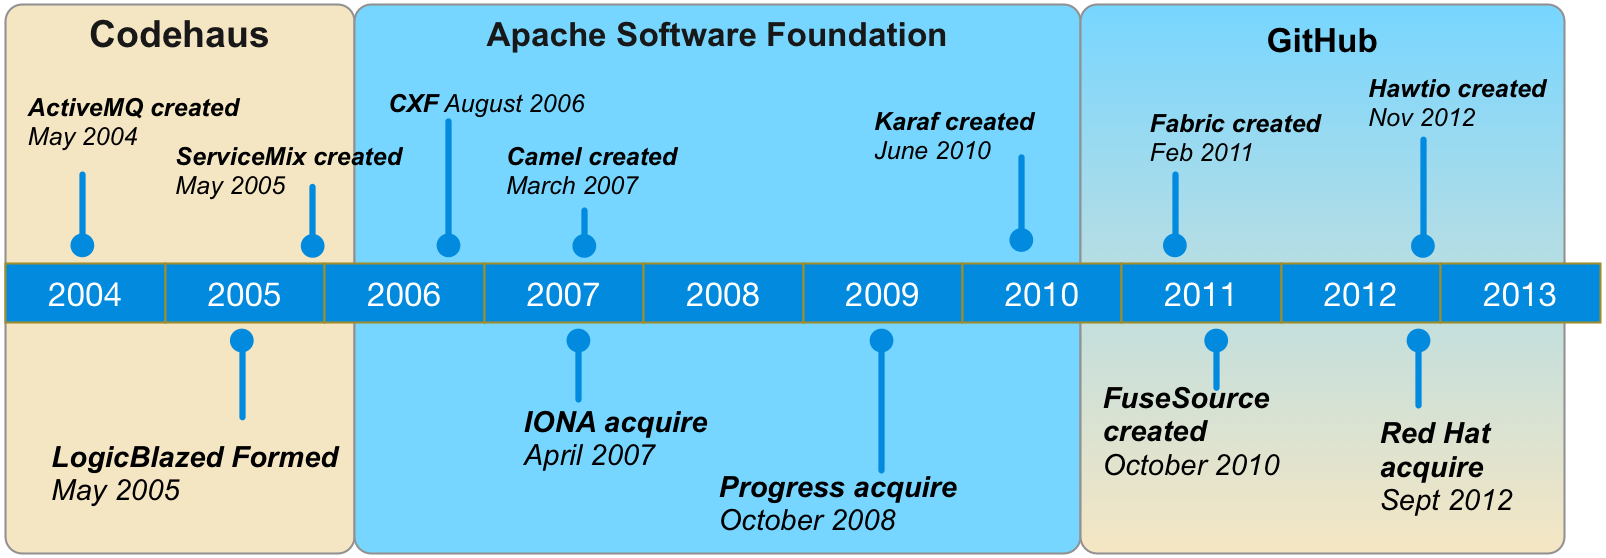 Codehaus
Apache Software Foundation
GitHub
ActiveMQ created
May 2004
ServiceMix created
May 2005
CXF August 2006
Camel created
March 2007
Karaf created
June 2010
Fabric created
Feb 2011
Hawtio created
Nov 2012
2004 2005 2006 2007 2008 2009 2010 2011 2012 2013
LogicBlazed Formed
May 2005
IONA acquire
April 2007
Progress acquire
October 2008
FuseSource
created
October 2010
Red Hat
acquire
Sept 2012